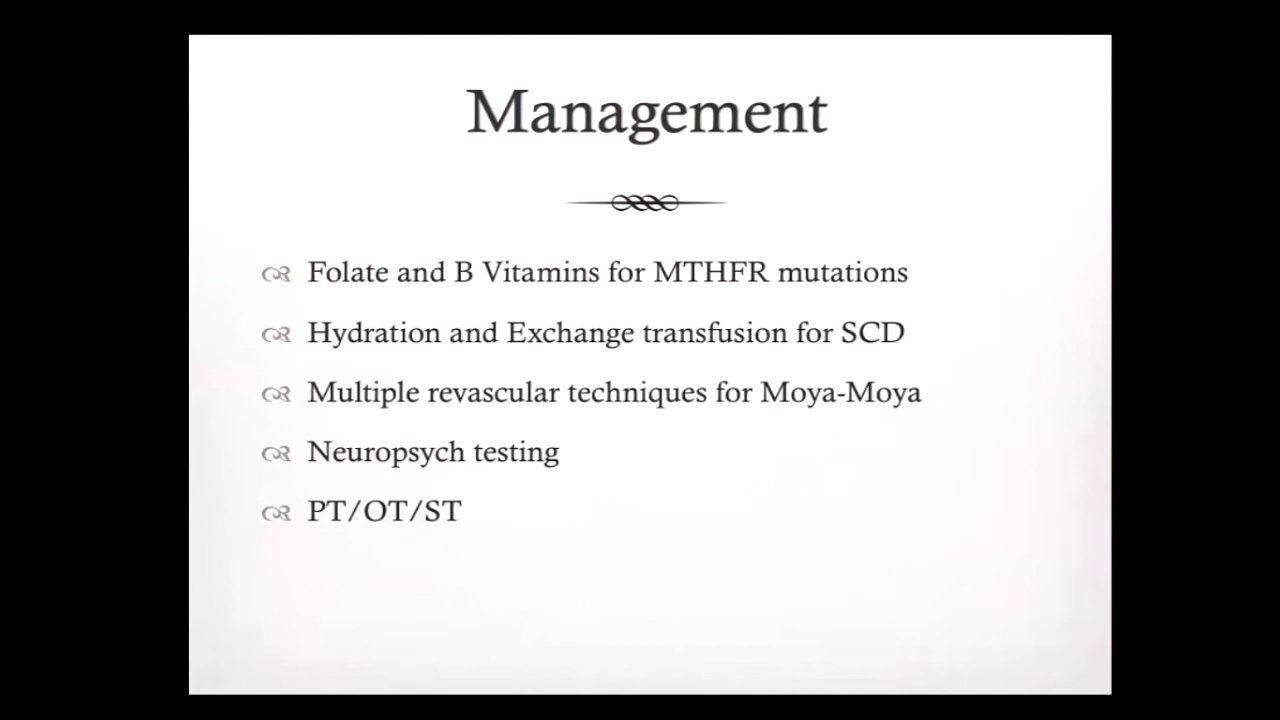 Management
Folate and B Vitamins for MTHFR mutations
Hydration and Exchange transfusion for SCD
Multiple revascular techniques for Moya-Moya
Neuropsych testing
PT/OT/ST